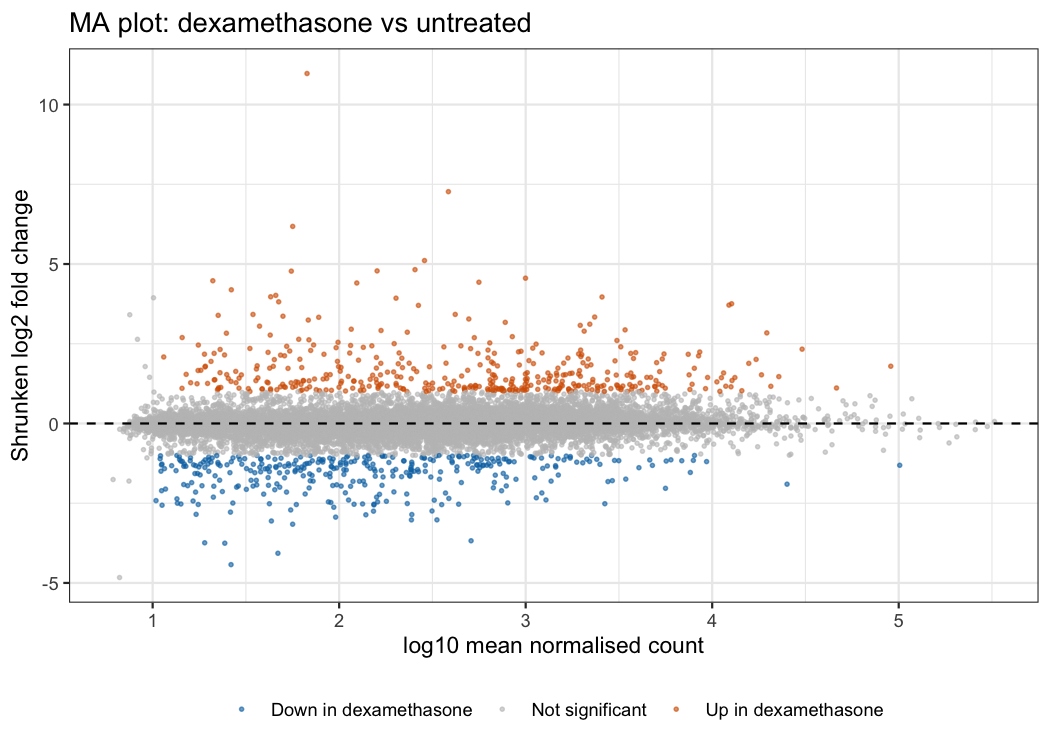 MA plot: dexamethasone vs untreated
Shrunken log2 fold change
10
5
0
-5
1 2 3 4 5
log10 mean normalised count
Down in dexamethasone Not significant Up in dexamethasone